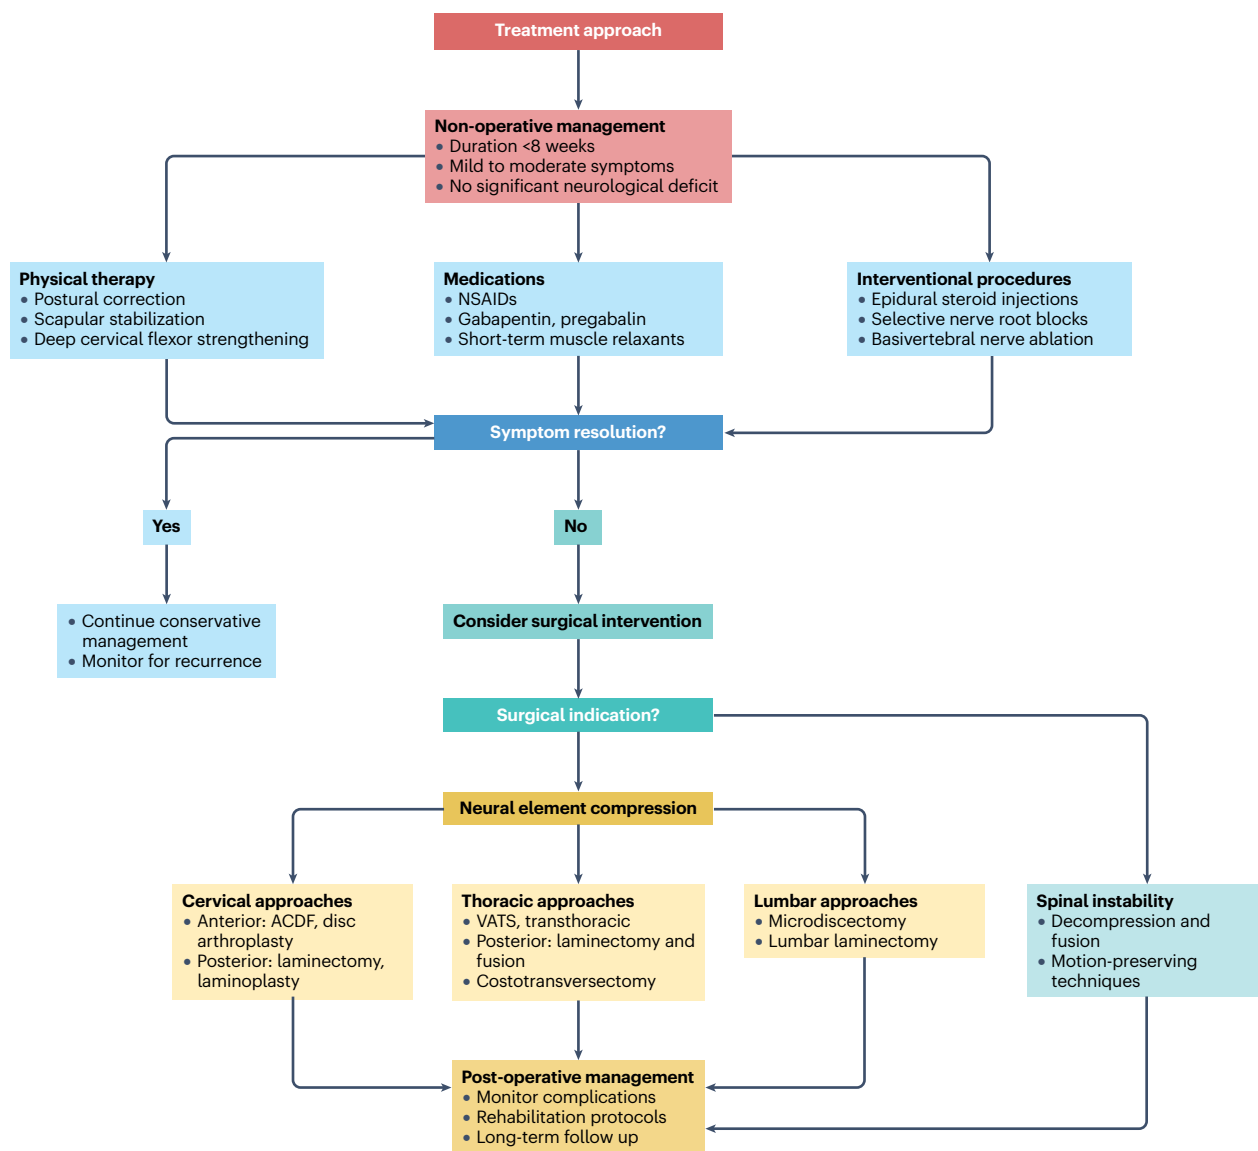 Treatment approach
Non-operative management
• Duration <8 weeks
• Mild to moderate symptoms
• No significant neurological deficit
Physical therapy
• Postural correction
• Scapular stabilization
• Deep cervical flexor strengthening
Medications
• NSAIDs
• Gabapentin, pregabalin
• Short-term muscle relaxants
Interventional procedures
• Epidural steroid injections
• Selective nerve root blocks
• Basivertebral nerve ablation
Symptom resolution?
Yes
No
• Continue conservative
management
• Monitor for recurrence
Consider surgical intervention
Surgical indication?
Neural element compression
Cervical approaches
• Anterior: ACDF, disc
arthroplasty
• Posterior: laminectomy,
laminoplasty
Thoracic approaches
• VATS, transthoracic
• Posterior: laminectomy and
fusion
• Costotransversectomy
Lumbar approaches
• Microdiscectomy
• Lumbar laminectomy
Spinal instability
• Decompression and
fusion
• Motion-preserving
techniques
Post-operative management
• Monitor complications
• Rehabilitation protocols
• Long-term follow up